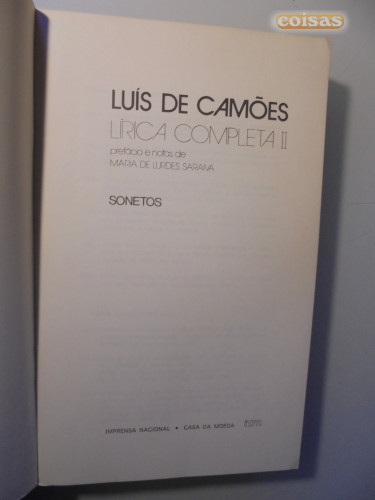 coisas
LUÍS DE CAMÕES
LÍRICA COMPLETA II
prefácio e notas de
MARIA DE LURDES SARAIVA
SONETOS
IMPRENSA NACIONAL • CASA DA MOEDA